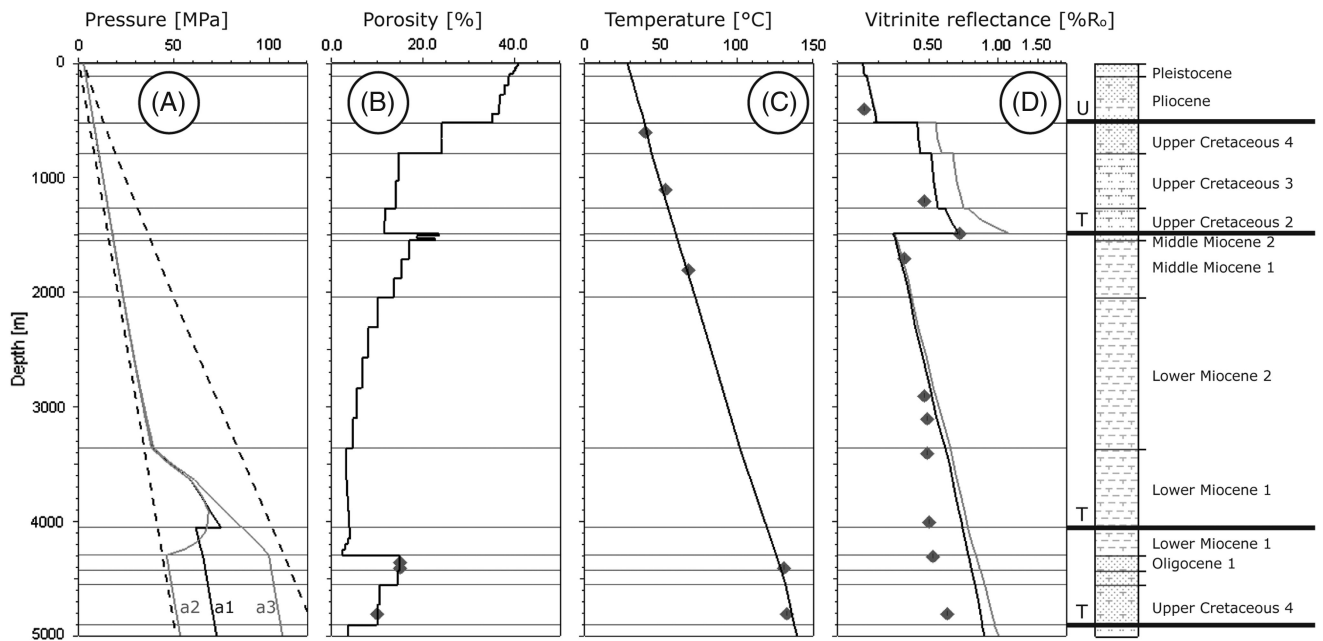 Pressure [MPa] Porosity [%] Temperature [°C] Vitrinite reflectance [%Rₒ]
0 50 100 0.0 20.0 40.0 0 50 100 150 0.50 1.00 1.50
0
(A) (B) (C) (D)
Pleistocene
Pliocene
U
Upper Cretaceous 4
1000
Upper Cretaceous 3
T
Upper Cretaceous 2
Middle Miocene 2
Middle Miocene 1
2000
Depth [m]
Lower Miocene 2
3000
Lower Miocene 1
4000
T
Lower Miocene 1
Oligocene 1
a2 a1 a3
T
Upper Cretaceous 4
5000